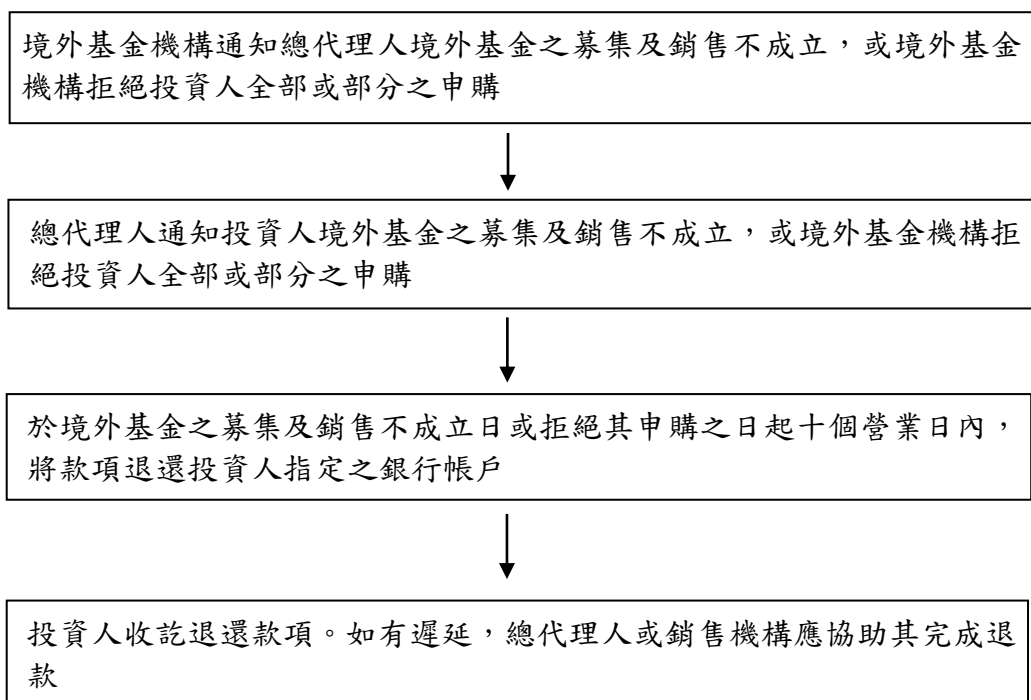 境外基金機構通知總代理人境外基金之募集及銷售不成立，或境外基金
機構拒絕投資人全部或部分之申購
總代理人通知投資人境外基金之募集及銷售不成立，或境外基金機構拒
絕投資人全部或部分之申購
於境外基金之募集及銷售不成立日或拒絕其申購之日起十個營業日內，
將款項退還投資人指定之銀行帳戶
投資人收訖退還款項。如有遲延，總代理人或銷售機構應協助其完成退
款